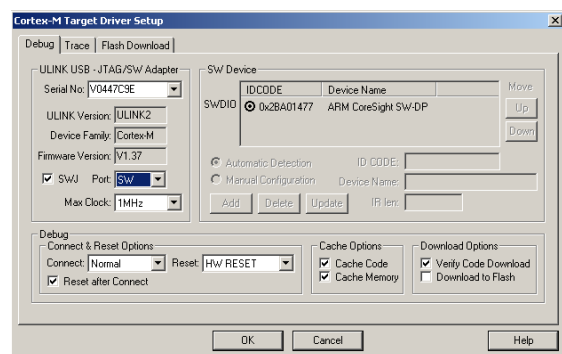 Cortex-M Target Driver Setup
Debug Trace Flash Download
ULINK USB - JTAG/SW Adapter
Serial No: V0447C9E
ULINK Version: ULINK2
Device Family: Cortex-M
Firmware Version: V1.37
SWJ Port: SW
Max Clock: 1MHz
SW Device
IDCODE Device Name Move
SWDIO 0x2BA01477 ARM CoreSight SW-DP Up
Down
Automatic Detection ID CODE:
Manual Configuration Device Name:
Add Delete Update IR len:
Debug
Connect & Reset Options
Connect: Normal Reset: HW RESET
Reset after Connect
Cache Options
Cache Code
Cache Memory
Download Options
Verify Code Download
Download to Flash
OK Cancel Help